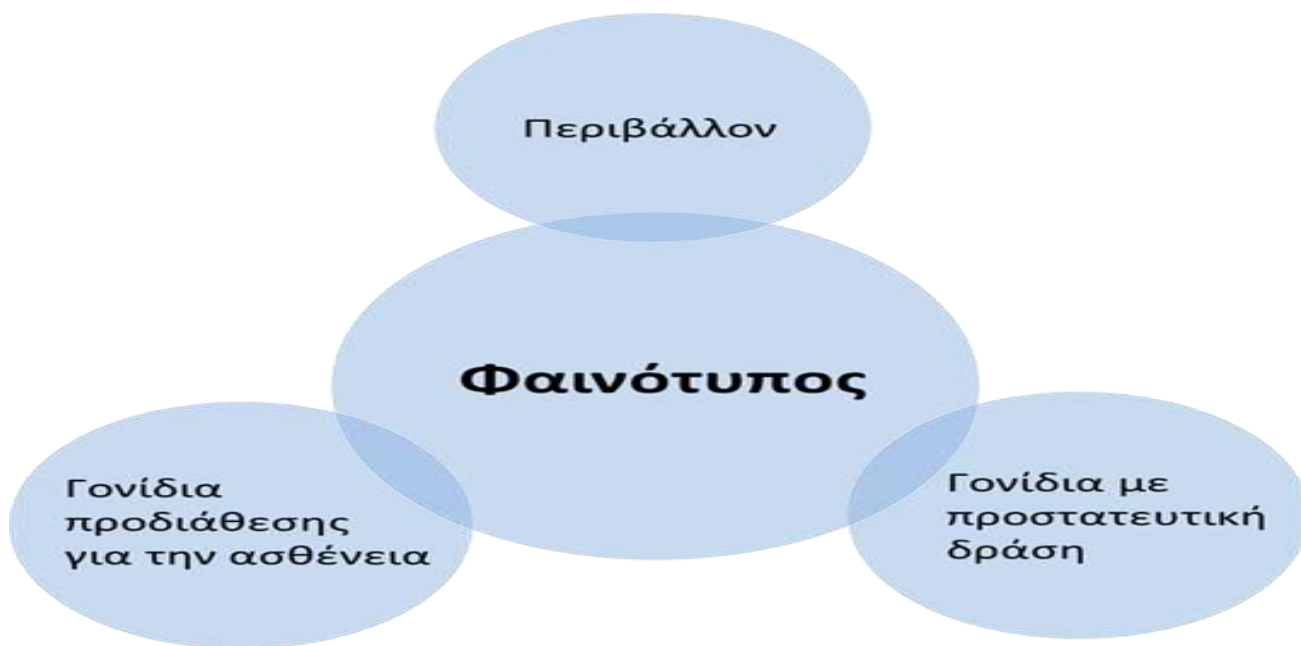 Περιβάλλον
Φαινότυπος
Γονίδια
προδιάθεσης
για την ασθένεια
Γονίδια με
προστατευτική
δράση